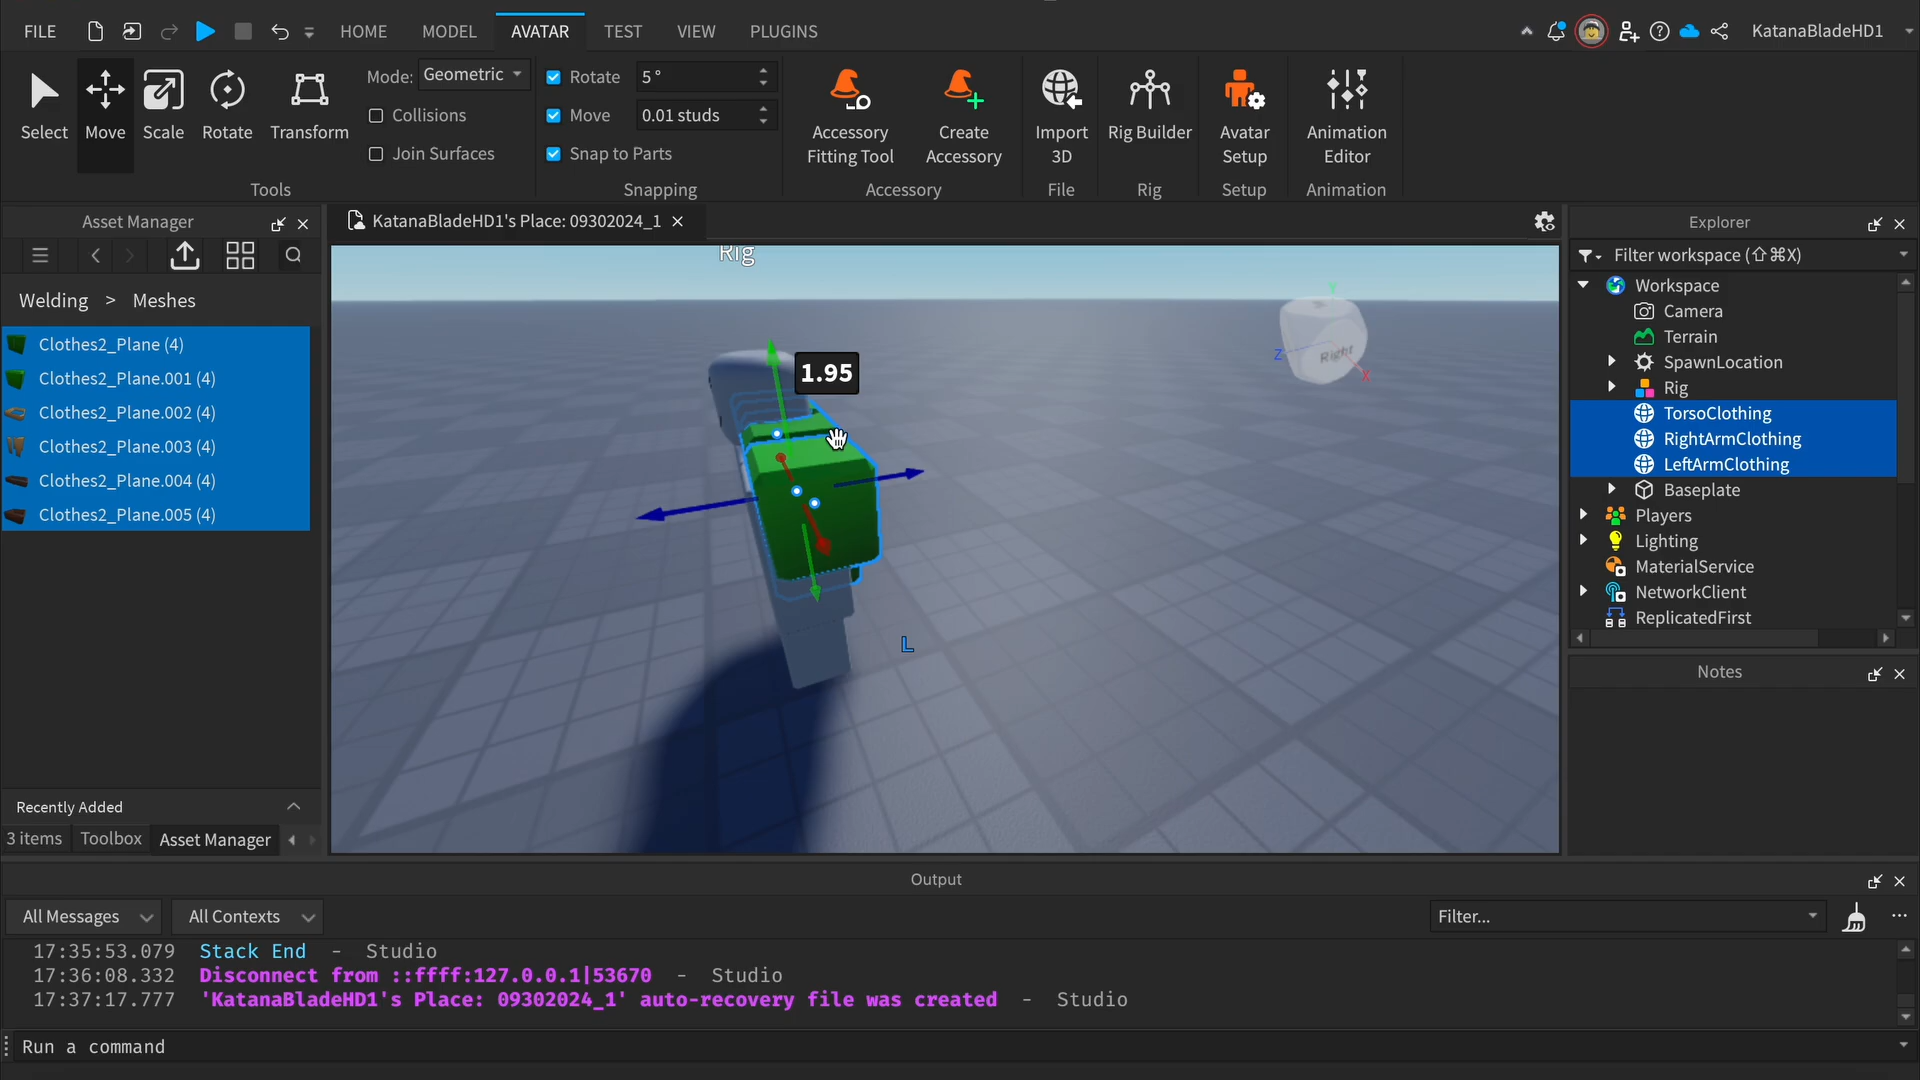 FILE HOME MODEL AVATAR TEST VIEW PLUGINS KatanaBladeHD1
Select Move Scale Rotate Transform
Mode: Geometric
Collisions
Join Surfaces
Tools
Rotate 5 °
Move 0.01 studs
Snap to Parts
Snapping
Accessory
Fitting Tool
Create
Accessory
Accessory
Import
3D
File
Rig Builder
Rig
Avatar
Setup
Setup
Animation
Editor
Animation
Asset Manager
Welding > Meshes
Clothes2_Plane (4)
Clothes2_Plane.001 (4)
Clothes2_Plane.002 (4)
Clothes2_Plane.003 (4)
Clothes2_Plane.004 (4)
Clothes2_Plane.005 (4)
Recently Added
3 items Toolbox Asset Manager
KatanaBladeHD1's Place: 09302024_1
Rig
1.95
L
Y
Z
X
Right
Explorer
Filter workspace (⇧⌘X)
Workspace
Camera
Terrain
SpawnLocation
Rig
TorsoClothing
RightArmClothing
LeftArmClothing
Baseplate
Players
Lighting
MaterialService
NetworkClient
ReplicatedFirst
Notes
Output
All Messages All Contexts Filter...
17:35:53.079 Stack End - Studio
17:36:08.332 Disconnect from ::ffff:127.0.0.1|53670 - Studio
17:37:17.777 'KatanaBladeHD1's Place: 09302024_1' auto-recovery file was created - Studio
Run a command